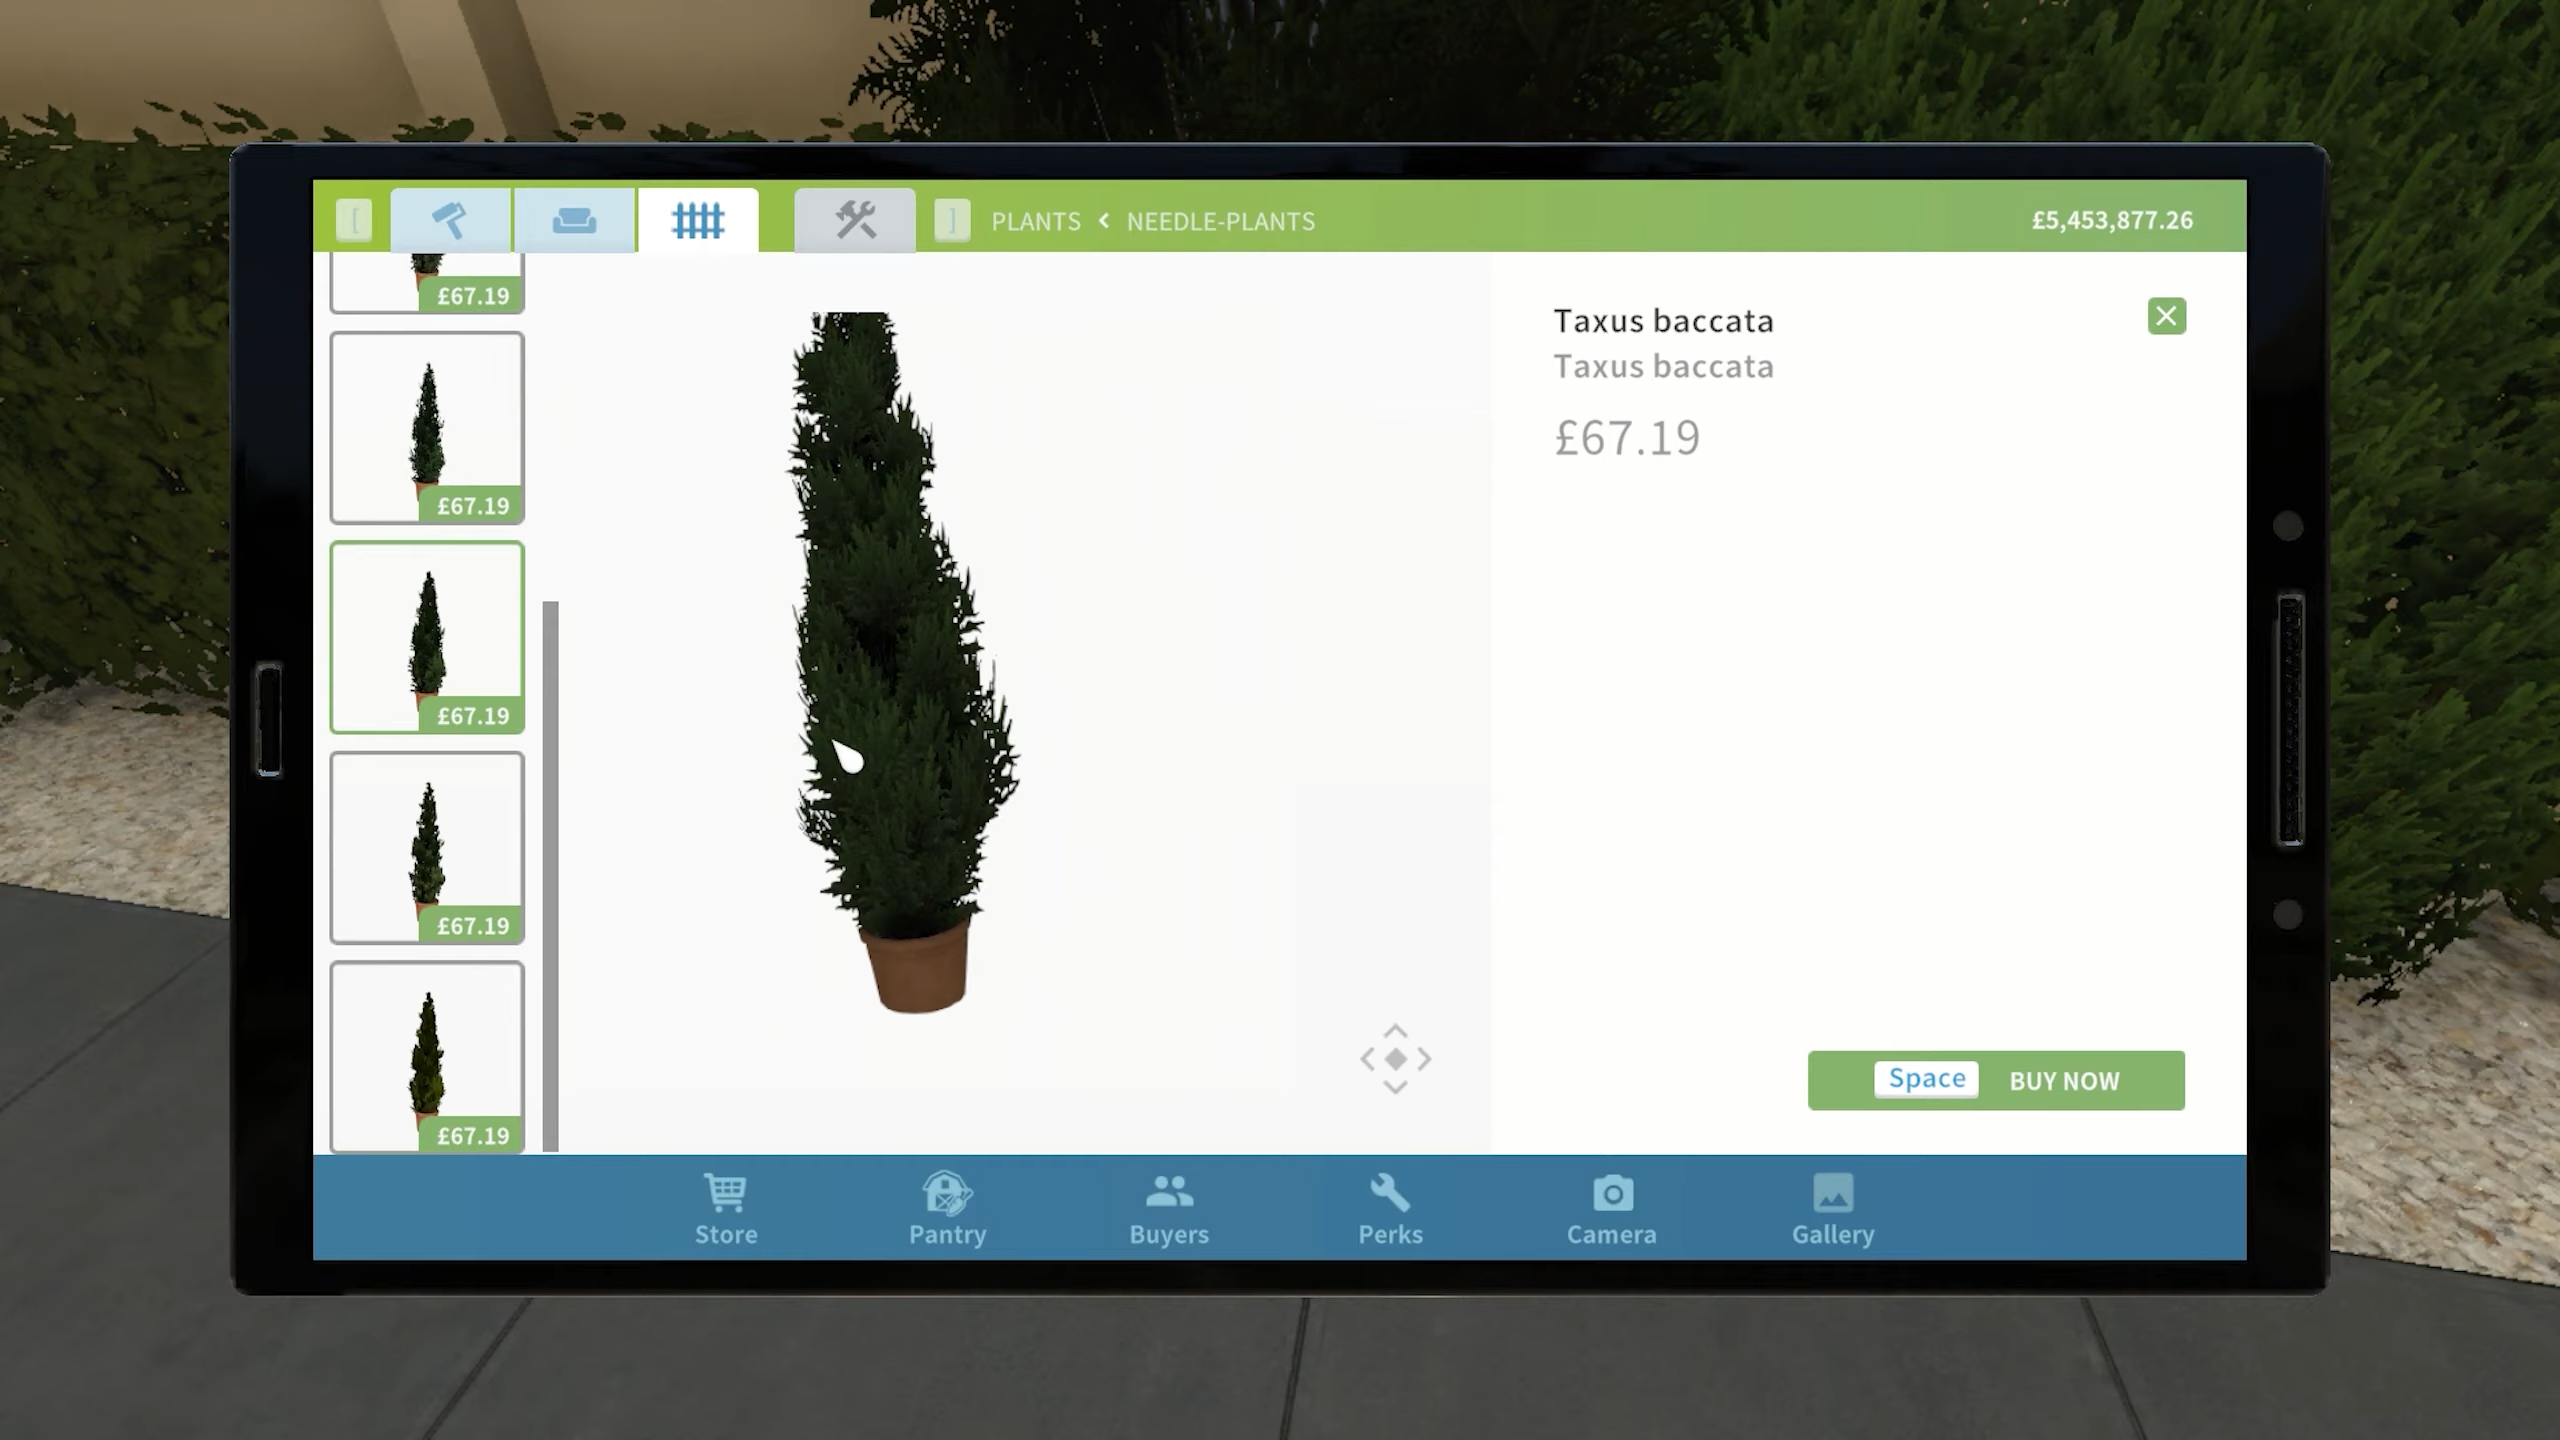 [
]
PLANTS < NEEDLE-PLANTS
£5,453,877.26
£67.19
£67.19
£67.19
£67.19
£67.19
Taxus baccata
Taxus baccata
£67.19
Space BUY NOW
Store
Pantry
Buyers
Perks
Camera
Gallery